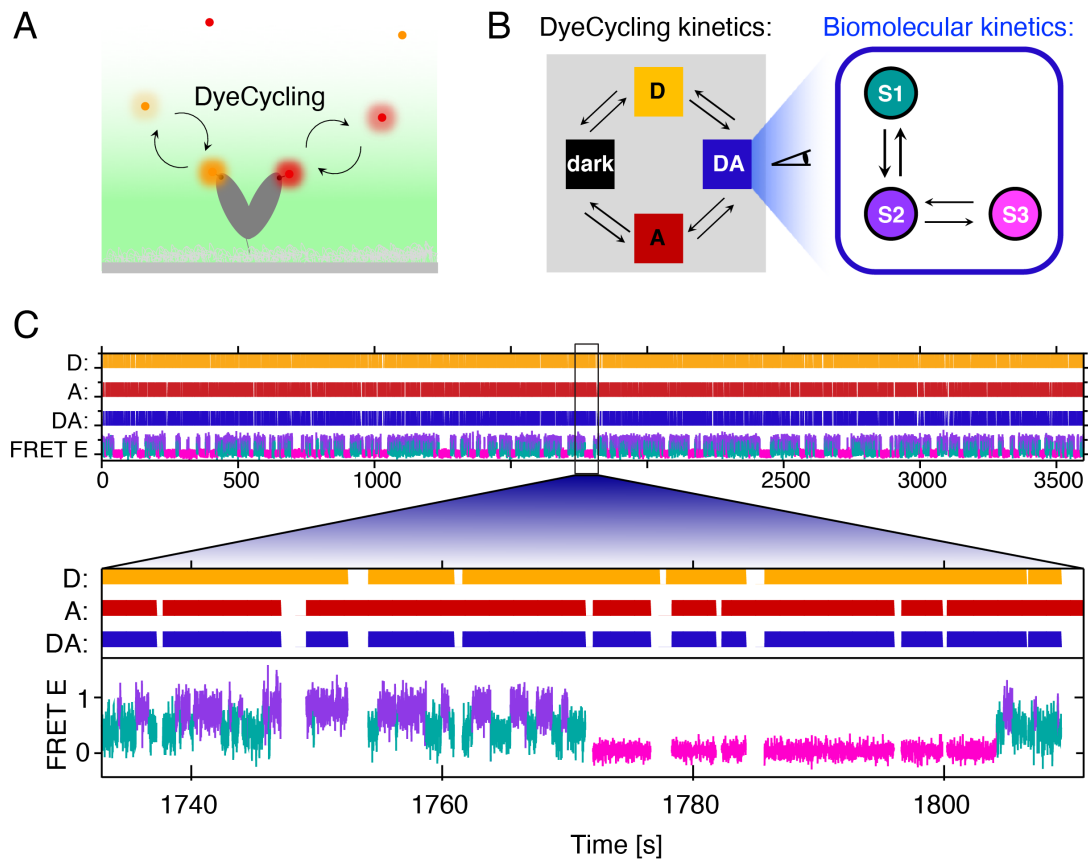 A
DyeCycling
B
DyeCycling kinetics:
Biomolecular kinetics:
D
dark
DA
A
S1
S2
S3
C
D:
A:
DA:
FRET E
0
500
1000
2500
3000
3500
D:
A:
DA:
FRET E
1
0
1740
1760
1780
1800
Time [s]